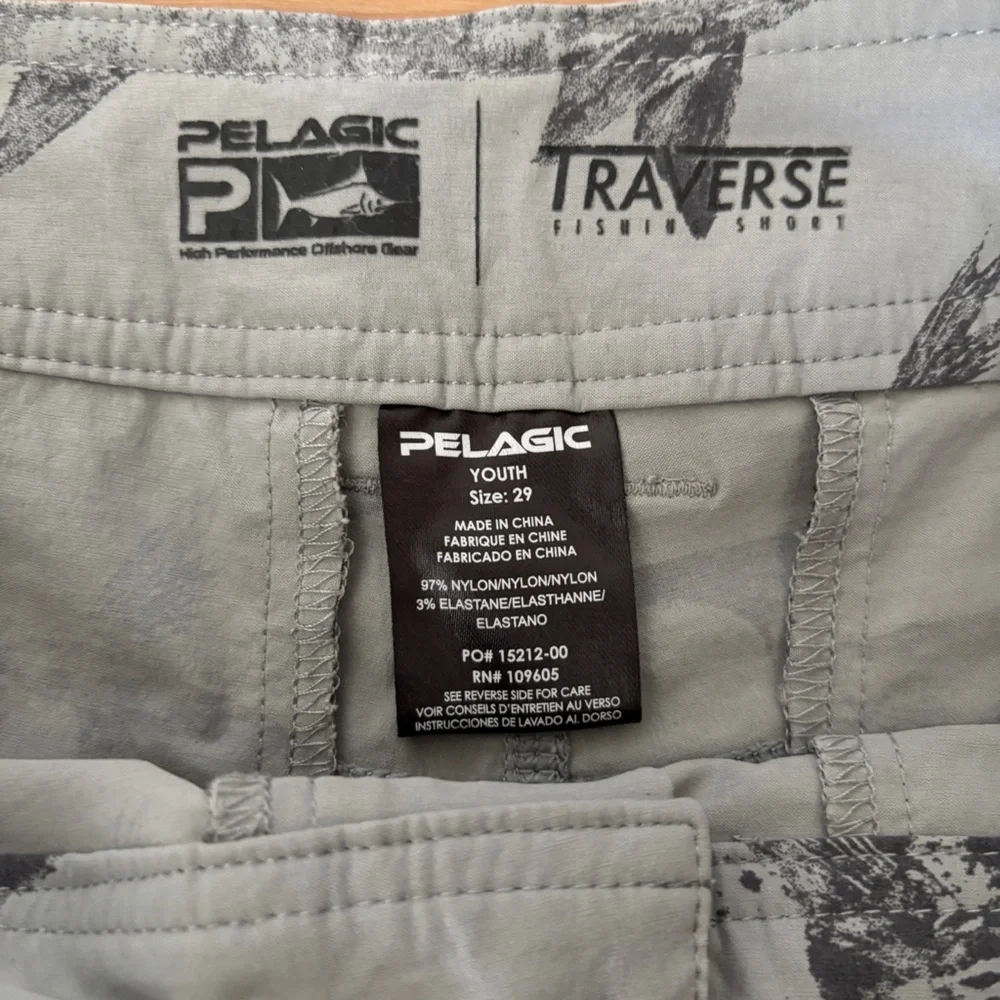 PELAGIC
P
High Performance Offshore Gear
TRAVERSE
FISHING SHORT
PELAGIC
YOUTH
Size: 29
MADE IN CHINA
FABRIQUE EN CHINE
FABRICADO EN CHINA
97% NYLON/NYLON/NYLON
3% ELASTANE/ELASTHANNE/
ELASTANO
PO# 15212-00
RN# 109605
SEE REVERSE SIDE FOR CARE
VOIR CONSEILS D'ENTRETIEN AU VERSO
INSTRUCCIONES DE LAVADO AL DORSO